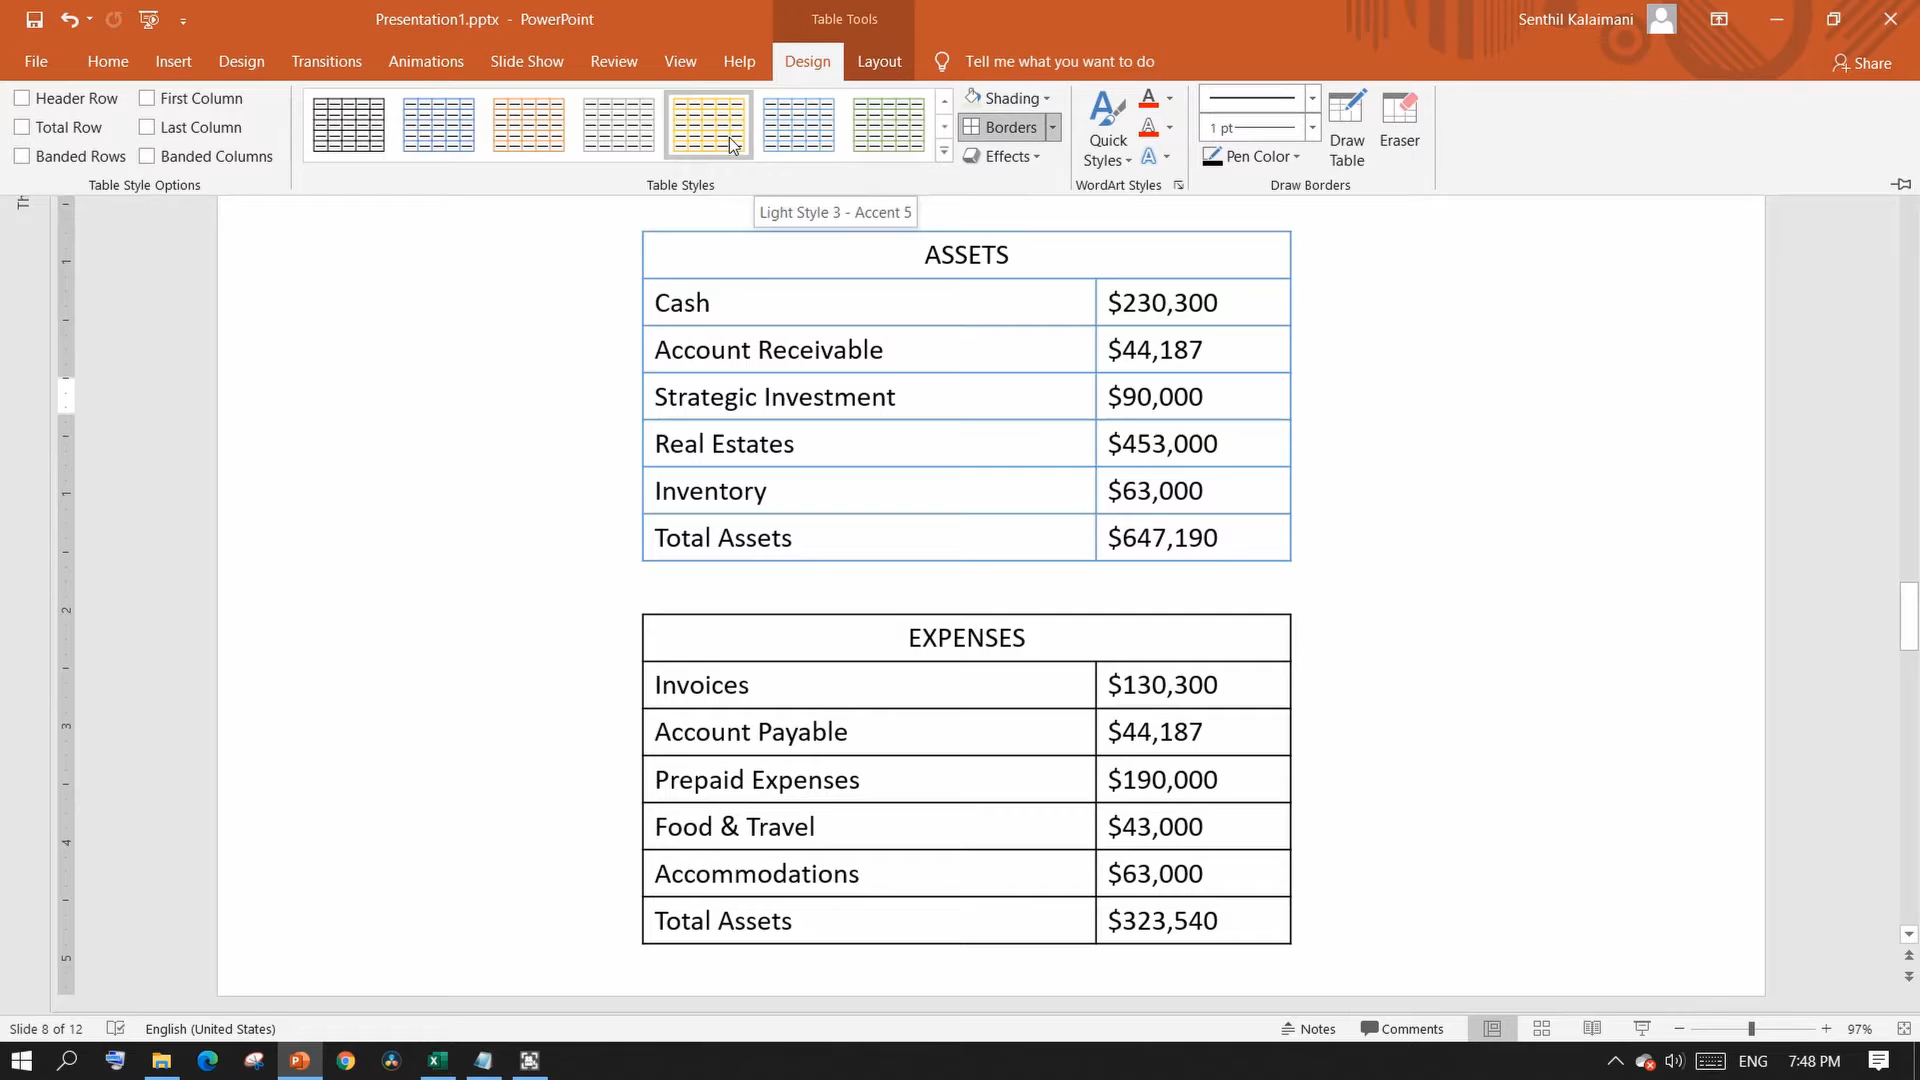 Presentation1.pptx - PowerPoint
Table Tools
Senthil Kalaimani
File Home Insert Design Transitions Animations Slide Show Review View Help Design Layout Tell me what you want to do Share
Header Row First Column
Total Row Last Column
Banded Rows Banded Columns
Table Style Options
Table Styles
Shading
Borders
Effects
Quick Styles
WordArt Styles
1 pt
Pen Color
Draw Table
Eraser
Draw Borders
Light Style 3 - Accent 5
ASSETS
Cash $230,300
Account Receivable $44,187
Strategic Investment $90,000
Real Estates $453,000
Inventory $63,000
Total Assets $647,190
EXPENSES
Invoices $130,300
Account Payable $44,187
Prepaid Expenses $190,000
Food & Travel $43,000
Accommodations $63,000
Total Assets $323,540
1
1
2
3
4
5
Slide 8 of 12 English (United States) Notes Comments 97%
ENG 7:48 PM